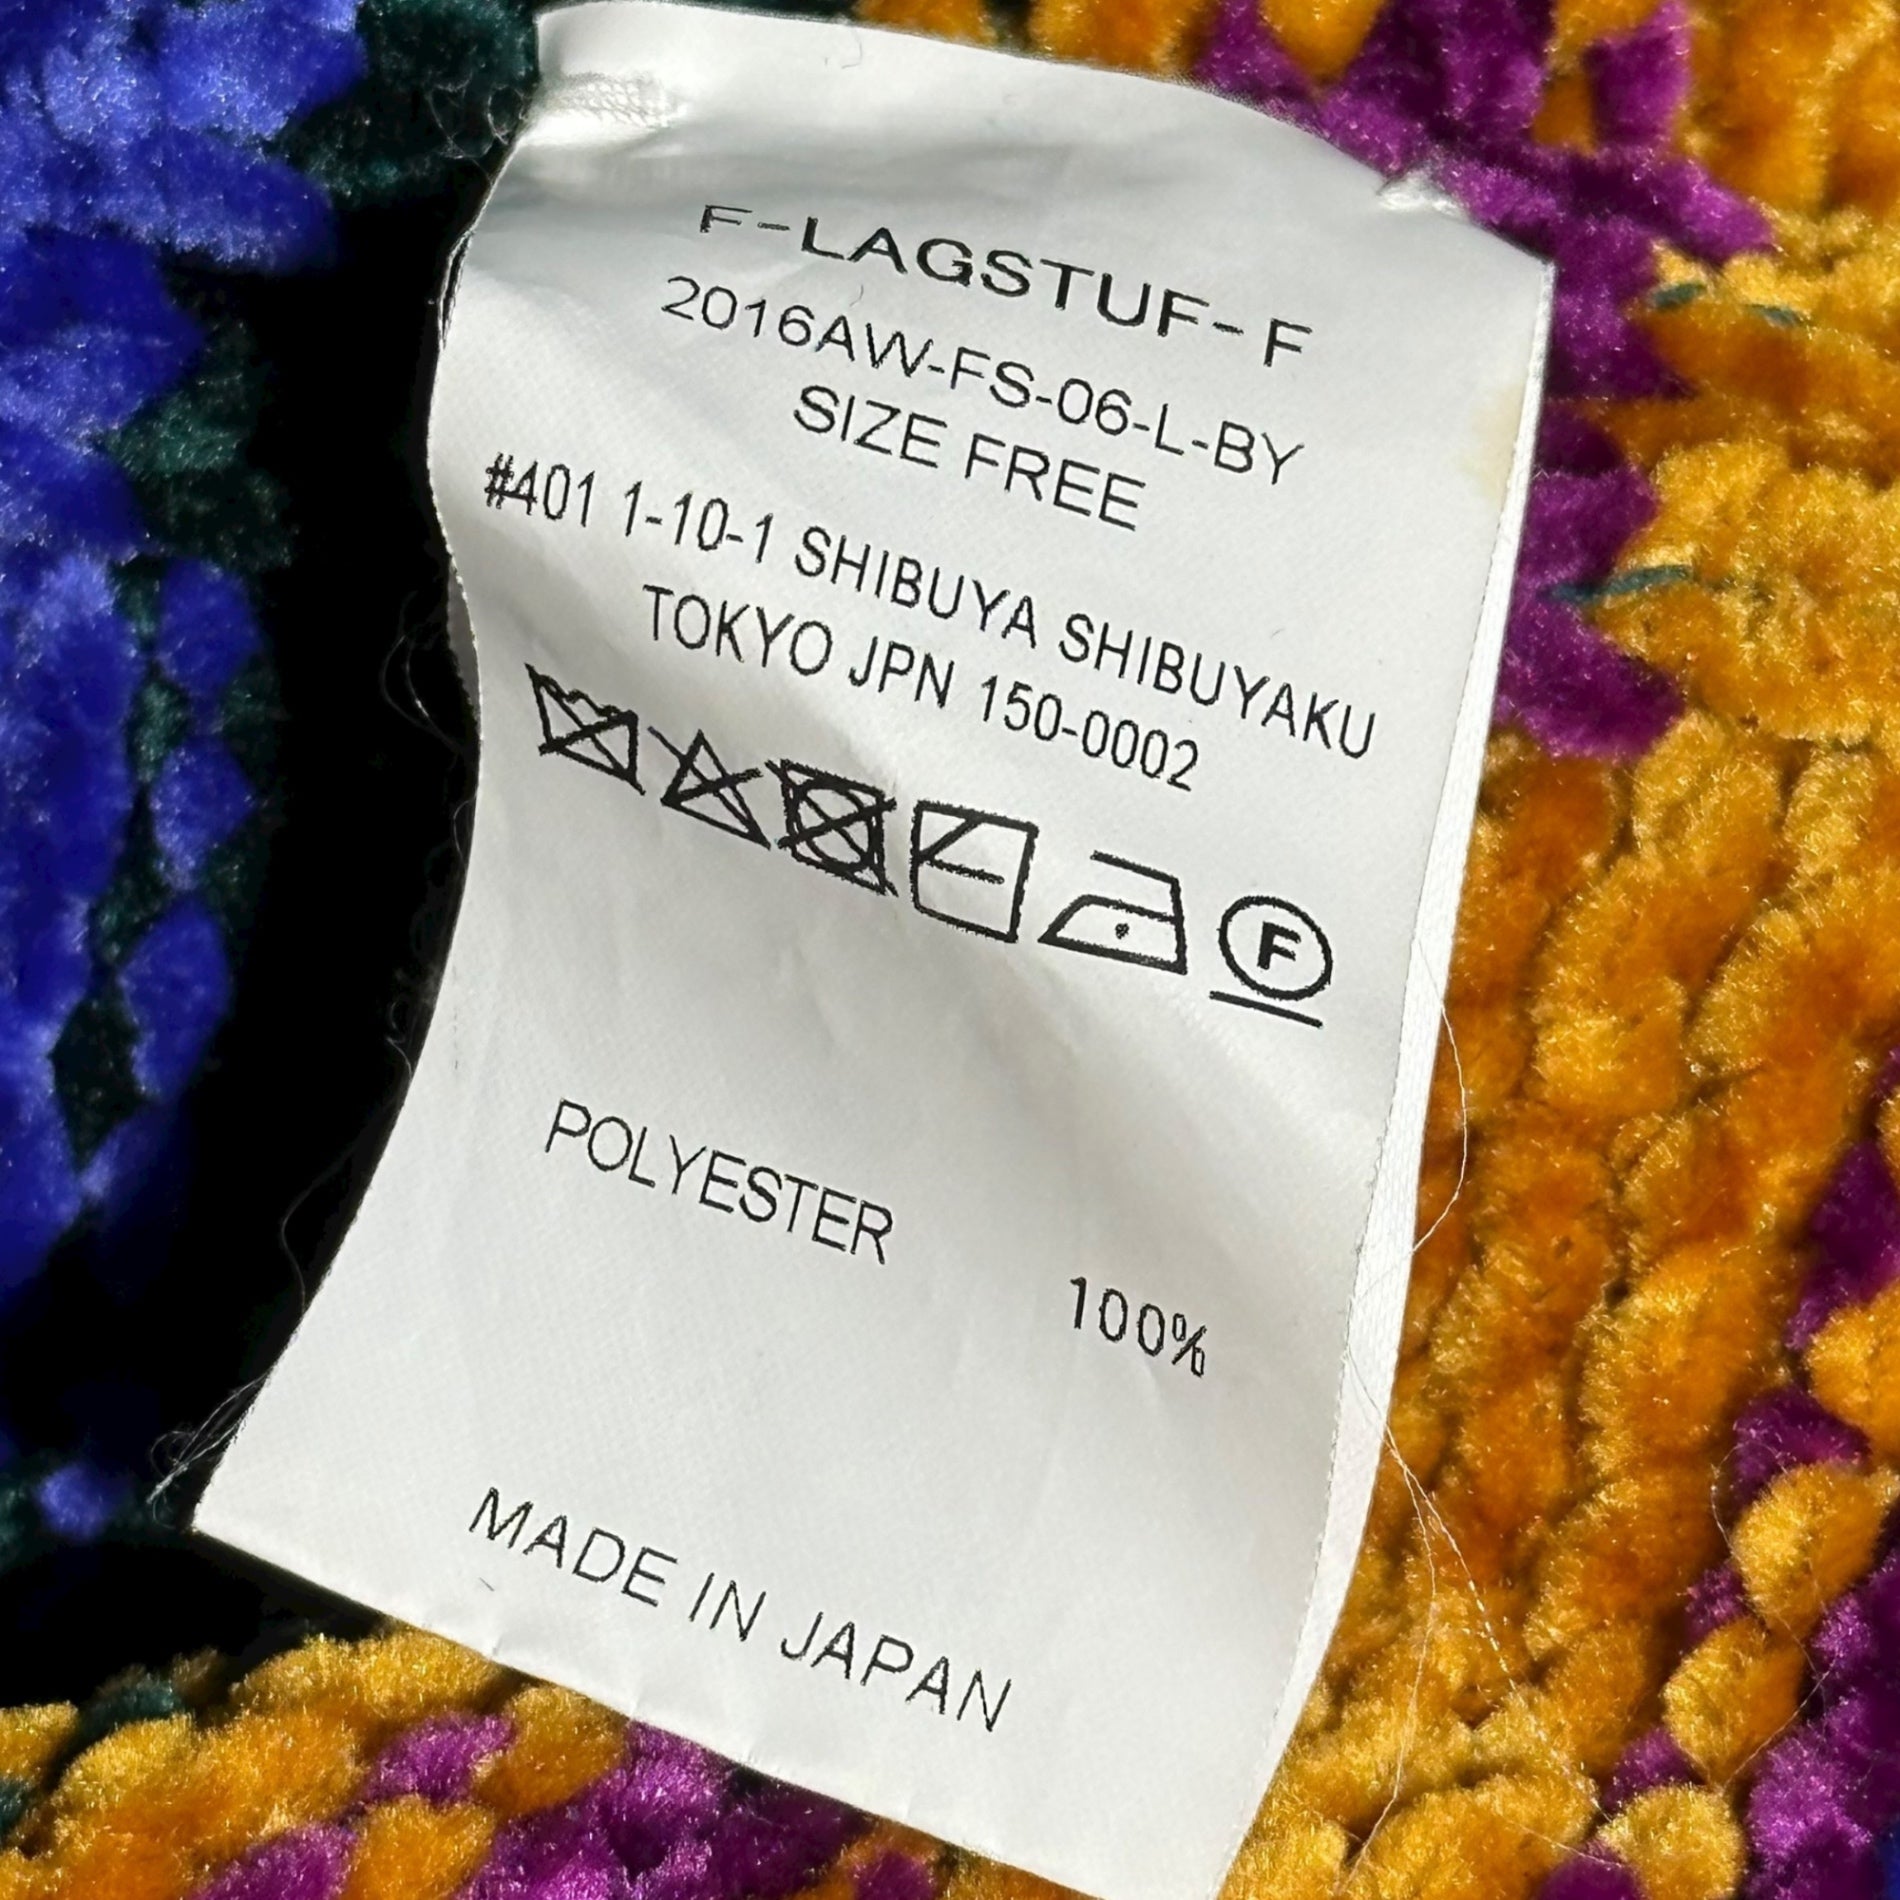 F-LAGSTUF-F
2016AW-FS-06-L-BY
SIZE FREE
#401 1-10-1 SHIBUYA SHIBUYAKU
TOKYO JPN 150-0002
F
POLYESTER 100%
MADE IN JAPAN